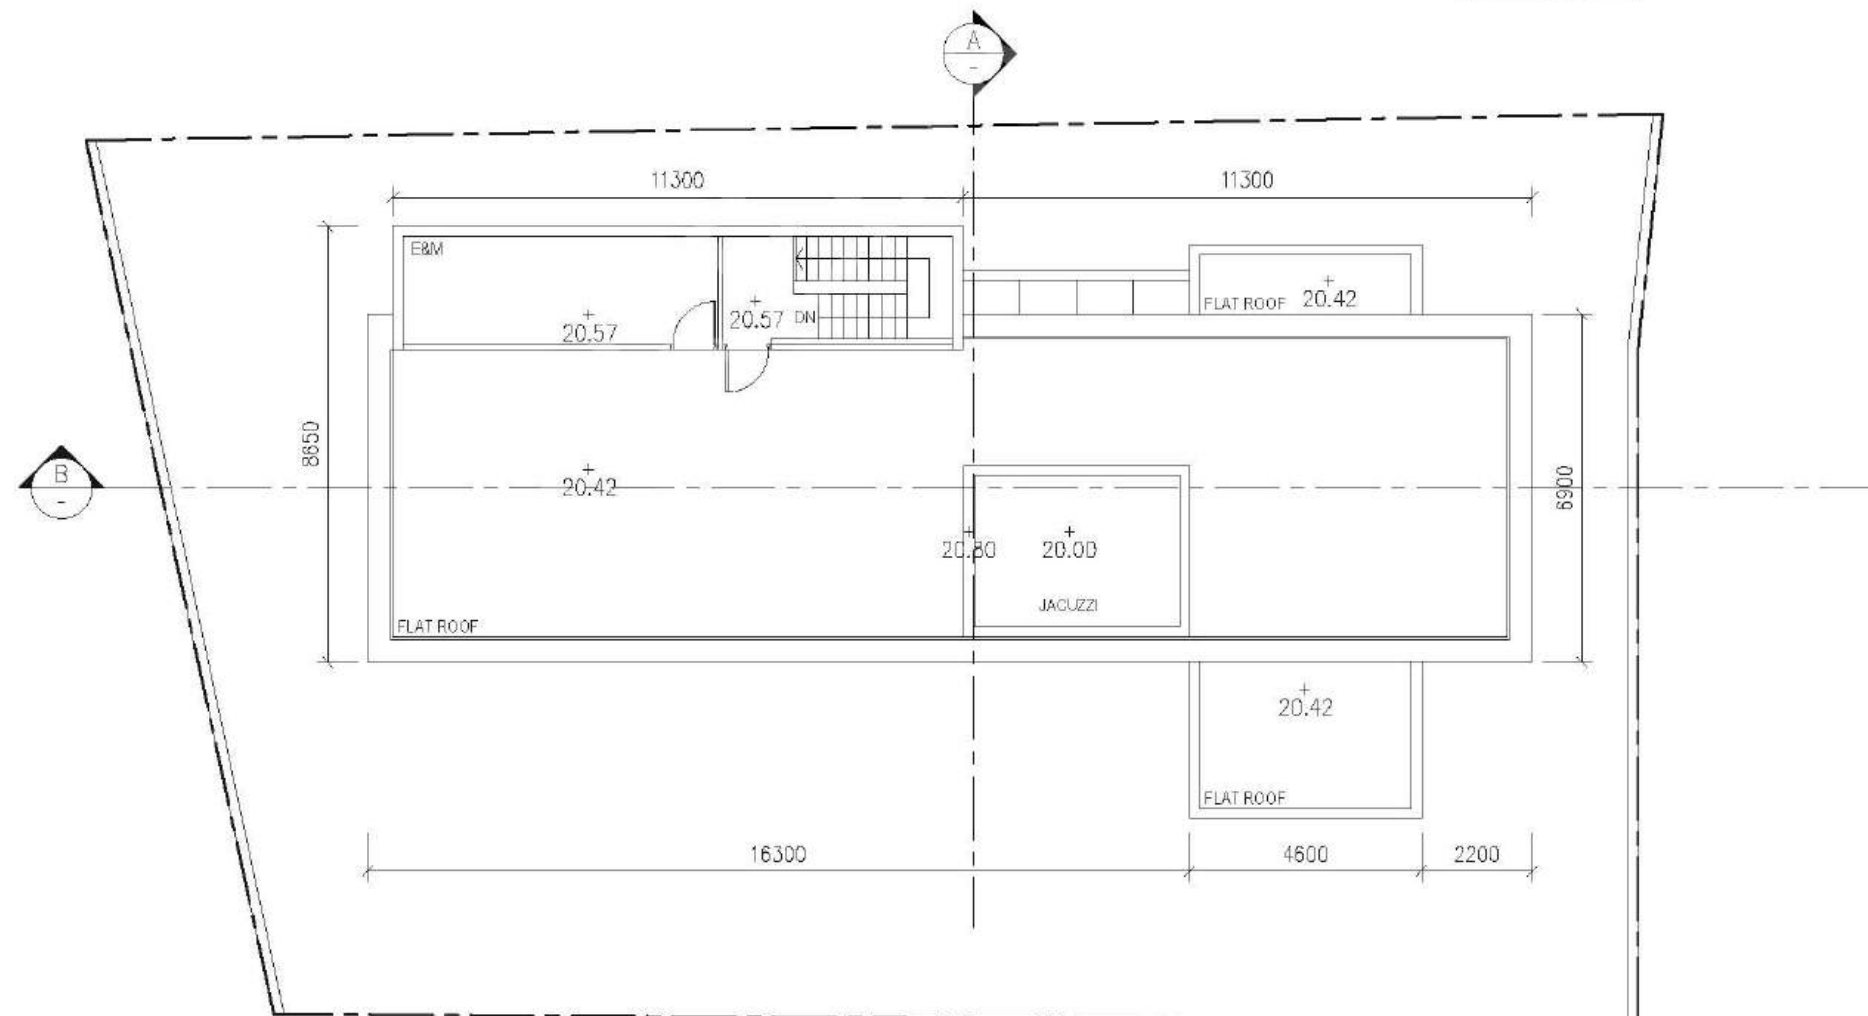 A
-
11300 11300
E&M
20.57
20.57 DN
FLAT ROOF 20.42
8650
B
-
20.42
6900
20.80 20.00
JACUZZI
FLAT ROOF
20.42
FLAT ROOF
16300 4600 2200